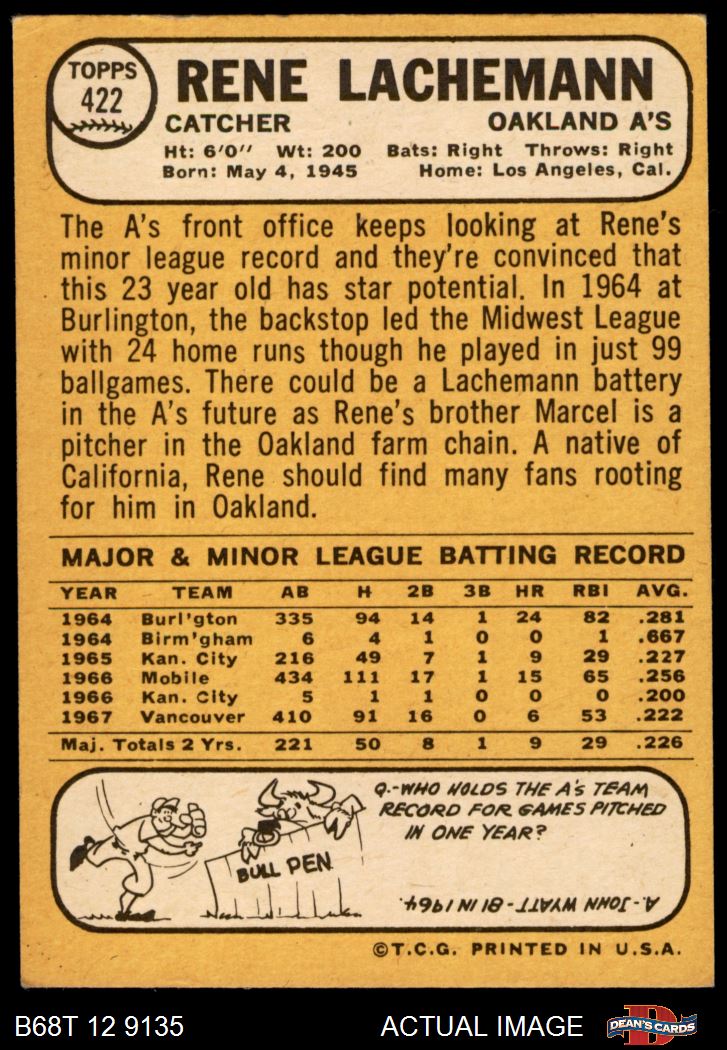 TOPPS
422
RENE LACHEMANN
CATCHER OAKLAND A'S
Ht: 6'0" Wt: 200 Bats: Right Throws: Right
Born: May 4, 1945 Home: Los Angeles, Cal.
The A's front office keeps looking at Rene's
minor league record and they're convinced that
this 23 year old has star potential. In 1964 at
Burlington, the backstop led the Midwest League
with 24 home runs though he played in just 99
ballgames. There could be a Lachemann battery
in the A's future as Rene's brother Marcel is a
pitcher in the Oakland farm chain. A native of
California, Rene should find many fans rooting
for him in Oakland.
MAJOR & MINOR LEAGUE BATTING RECORD
YEAR TEAM AB H 2B 3B HR RBI AVG.
1964 Burl'gton 335 94 14 1 24 82 .281
1964 Birm'gham 6 4 1 0 0 1 .667
1965 Kan. City 216 49 7 1 9 29 .227
1966 Mobile 434 111 17 1 15 65 .256
1966 Kan. City 5 1 1 0 0 0 .200
1967 Vancouver 410 91 16 0 6 53 .222
Maj. Totals 2 Yrs. 221 50 8 1 9 29 .226
Q.-WHO HOLDS THE A's TEAM
RECORD FOR GAMES PITCHED
IN ONE YEAR?
BULL PEN
A. JOHN WYATT-81 IN 1964.
©T.C.G. PRINTED IN U.S.A.
B68T 12 9135 ACTUAL IMAGE DEAN'S CARDS